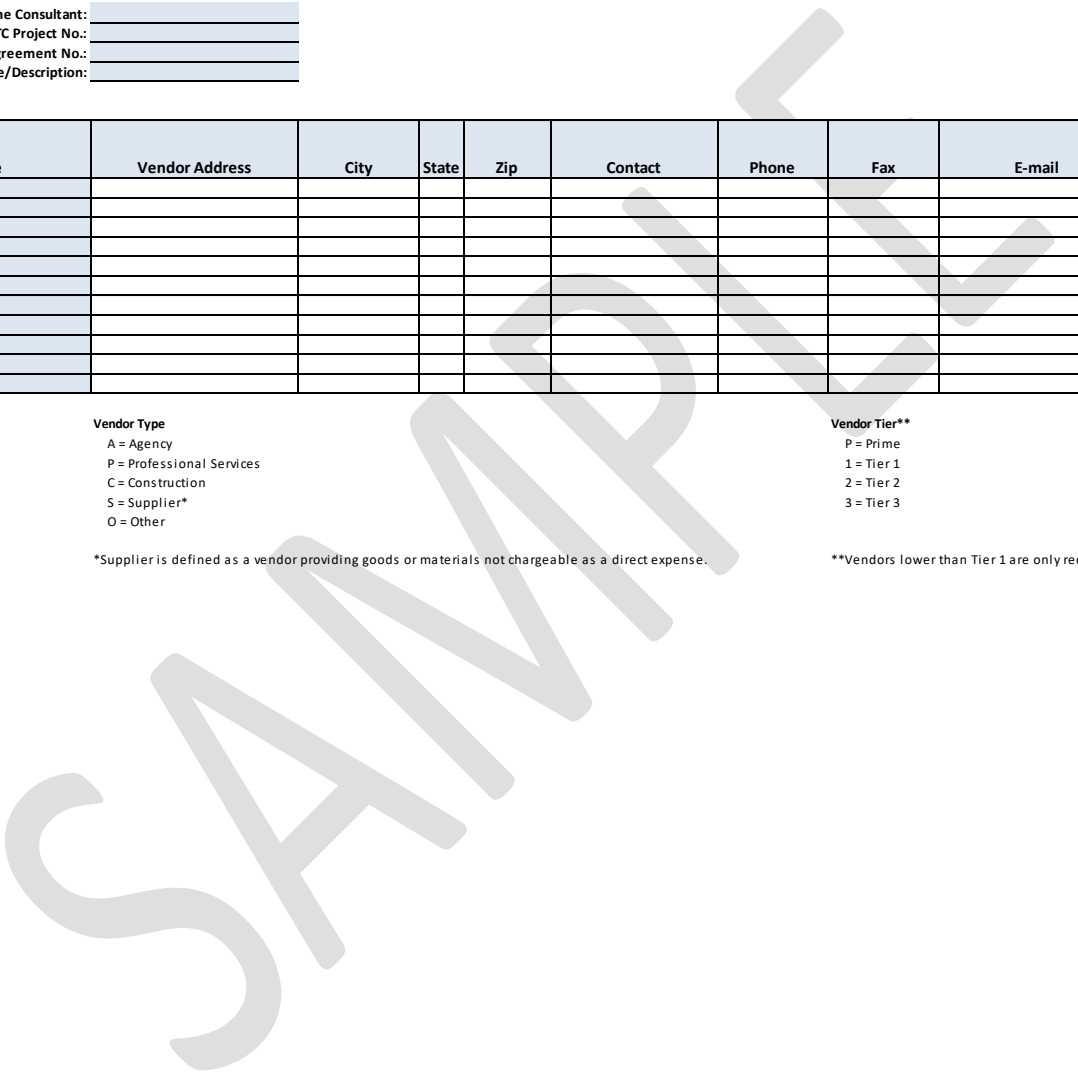 ne Consultant:
TC Project No.:
greement No.:
e/Description:
e Vendor Address City State Zip Contact Phone Fax E-mail
Vendor Type Vendor Tier**
A = Agency P = Prime
P = Professional Services 1 = Tier 1
C = Construction 2 = Tier 2
S = Supplier* 3 = Tier 3
O = Other
*Supplier is defined as a vendor providing goods or materials not chargeable as a direct expense. **Vendors lower than Tier 1 are only re
SAMPLE